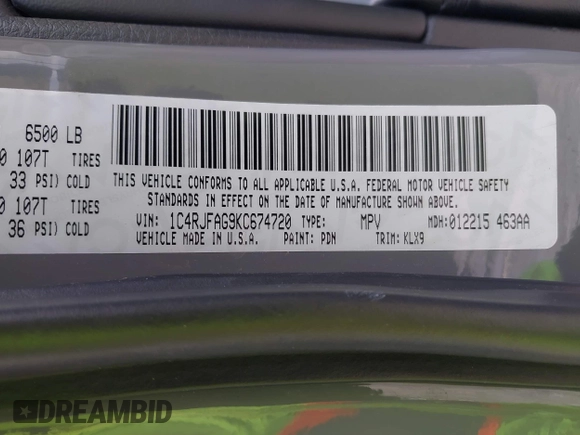 6500 LB
0 107T TIRES
33 PSI) COLD
0 107T TIRES
36 PSI) COLD
THIS VEHICLE CONFORMS TO ALL APPLICABLE U.S.A. FEDERAL MOTOR VEHICLE SAFETY
STANDARDS IN EFFECT ON THE DATE OF MANUFACTURE SHOWN ABOVE.
VIN: 1C4RJFAG9KC674720 TYPE: MPV MDH:012215 463AA
VEHICLE MADE IN U.S.A. PAINT: PDN TRIM: KLX9
DREAMBID